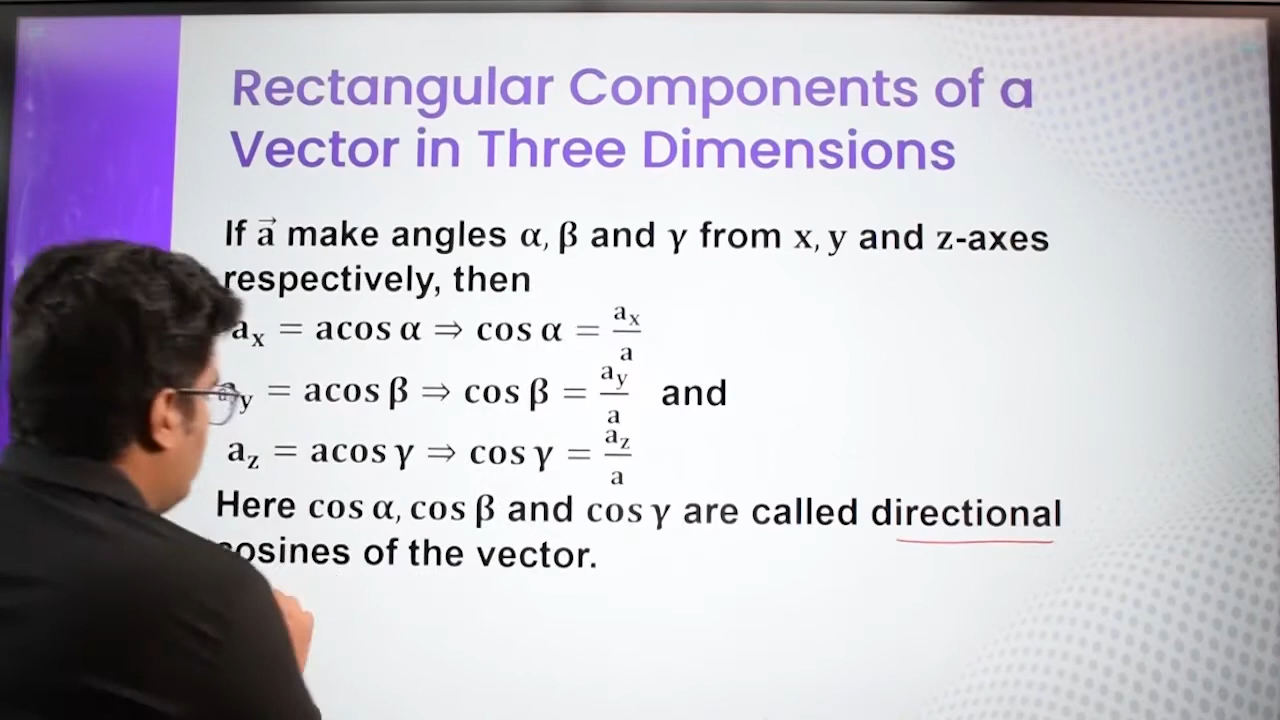 Rectangular Components of a
Vector in Three Dimensions
If a⃗ make angles α, β and γ from x, y and z-axes
respectively, then
aₓ = acos α ⇒ cos α = aₓ/a
a_y = acos β ⇒ cos β = a_y/a and
a_z = acos γ ⇒ cos γ = a_z/a
Here cos α, cos β and cos γ are called directional
cosines of the vector.